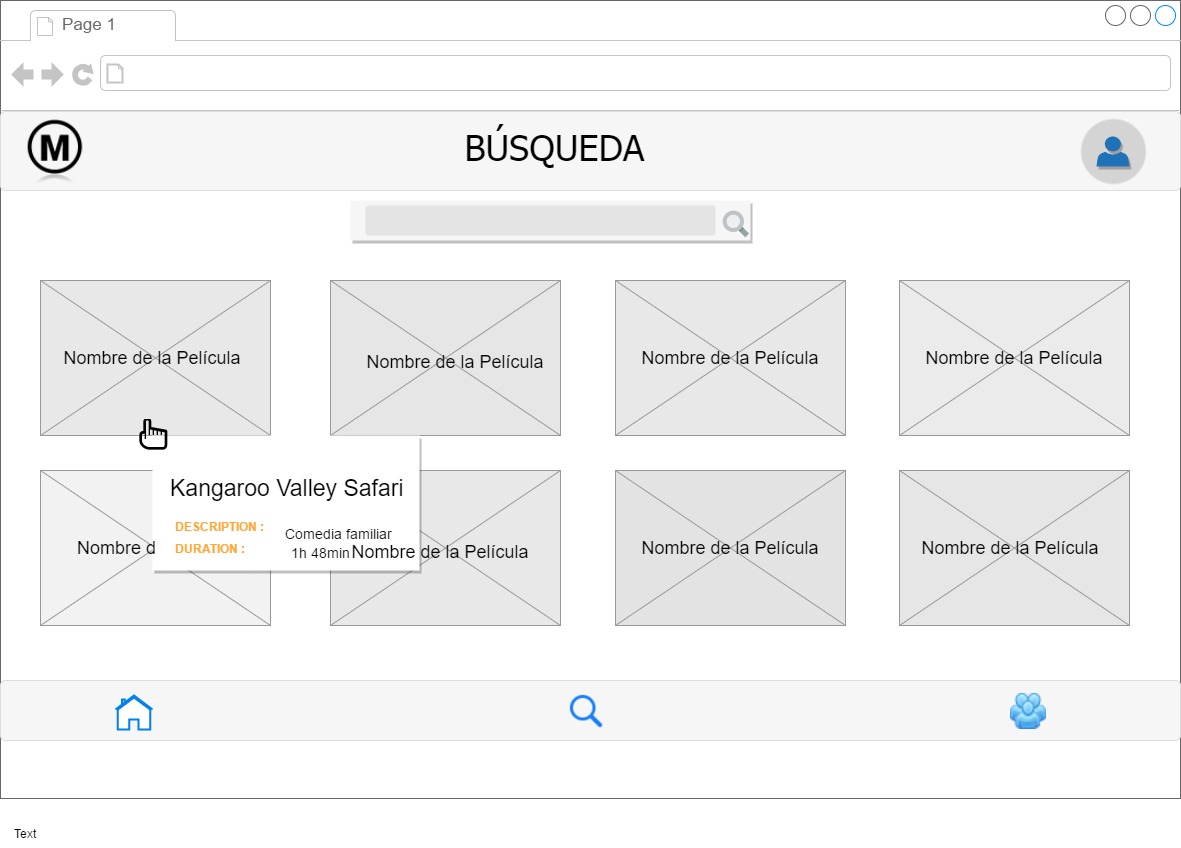 Page 1
M
BÚSQUEDA
Nombre de la Película
Nombre de la Película
Nombre de la Película
Nombre de la Película
Kangaroo Valley Safari
DESCRIPTION :
Comedia familiar
DURATION :
1h 48min
Nombre d
Nombre de la Película
Nombre de la Película
Nombre de la Película
Text